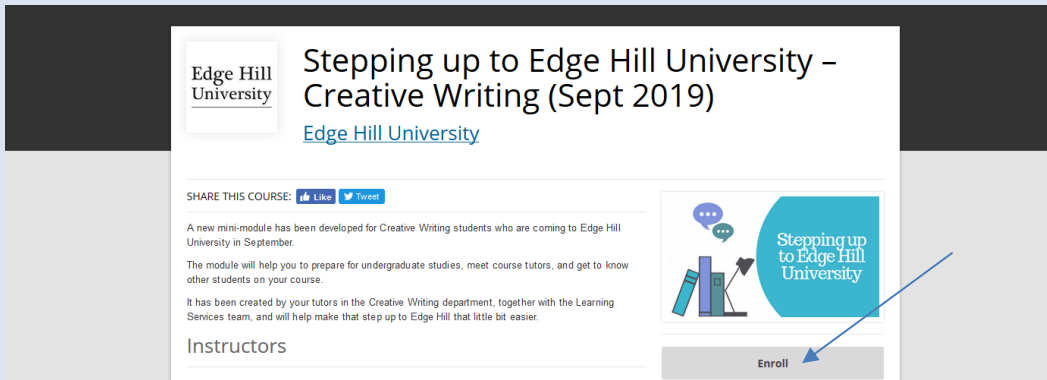 Edge Hill
University
Stepping up to Edge Hill University –
Creative Writing (Sept 2019)
Edge Hill University
SHARE THIS COURSE: Like Tweet
A new mini-module has been developed for Creative Writing students who are coming to Edge Hill
University in September.
The module will help you to prepare for undergraduate studies, meet course tutors, and get to know
other students on your course.
It has been created by your tutors in the Creative Writing department, together with the Learning
Services team, and will help make that step up to Edge Hill that little bit easier.
Instructors
Stepping up
to Edge Hill
University
Enroll